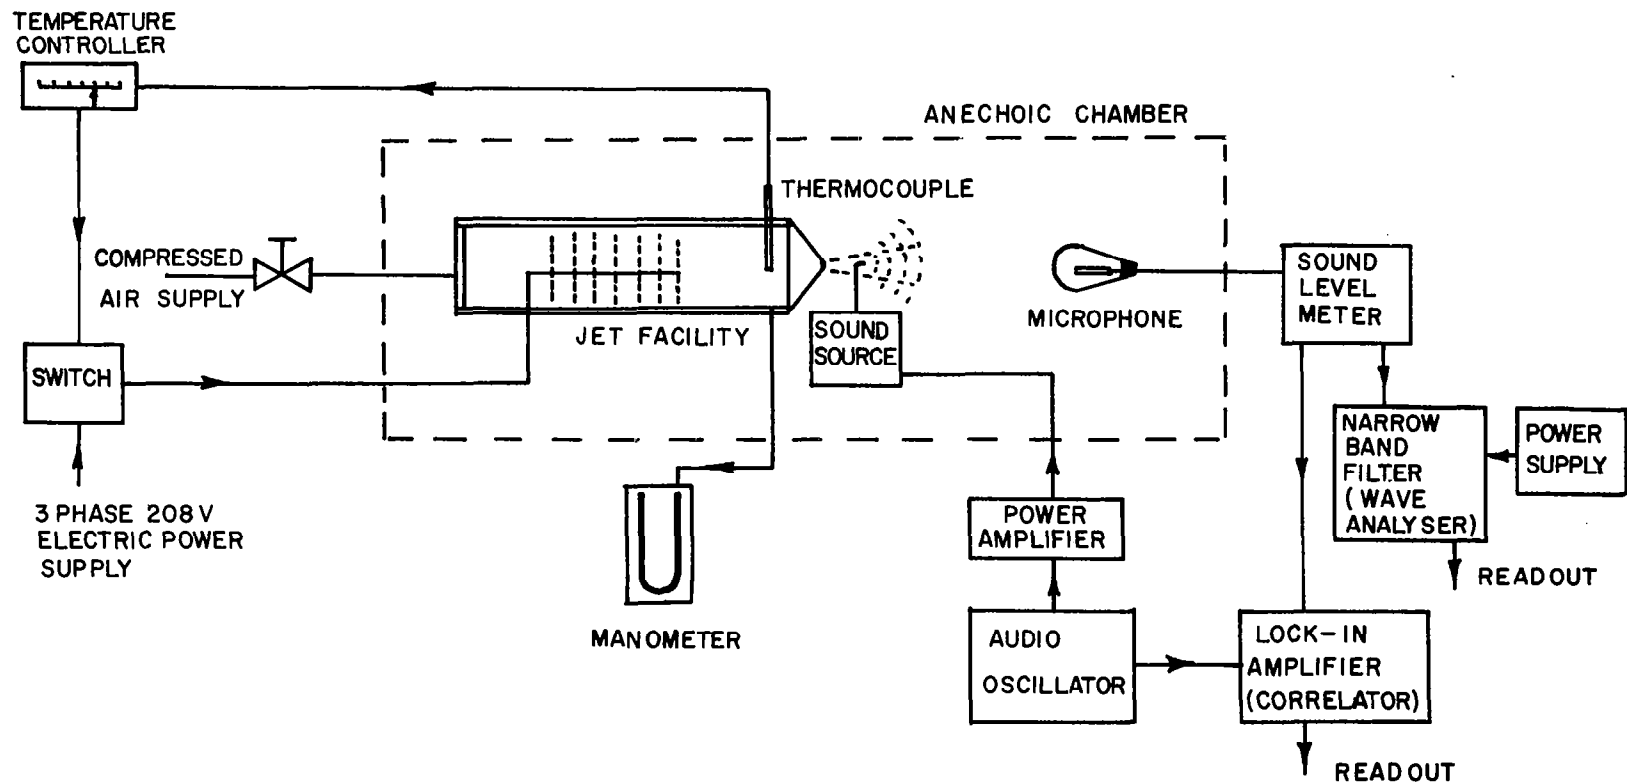 TEMPERATURE
CONTROLLER
ANECHOIC CHAMBER
THERMOCOUPLE
COMPRESSED
AIR SUPPLY
JET FACILITY
SOUND
SOURCE
MICROPHONE
SOUND
LEVEL
METER
SWITCH
3 PHASE 208 V
ELECTRIC POWER
SUPPLY
MANOMETER
POWER
AMPLIFIER
NARROW
BAND
FILTER
(WAVE
ANALYSER)
POWER
SUPPLY
READOUT
AUDIO
OSCILLATOR
LOCK-IN
AMPLIFIER
(CORRELATOR)
READOUT